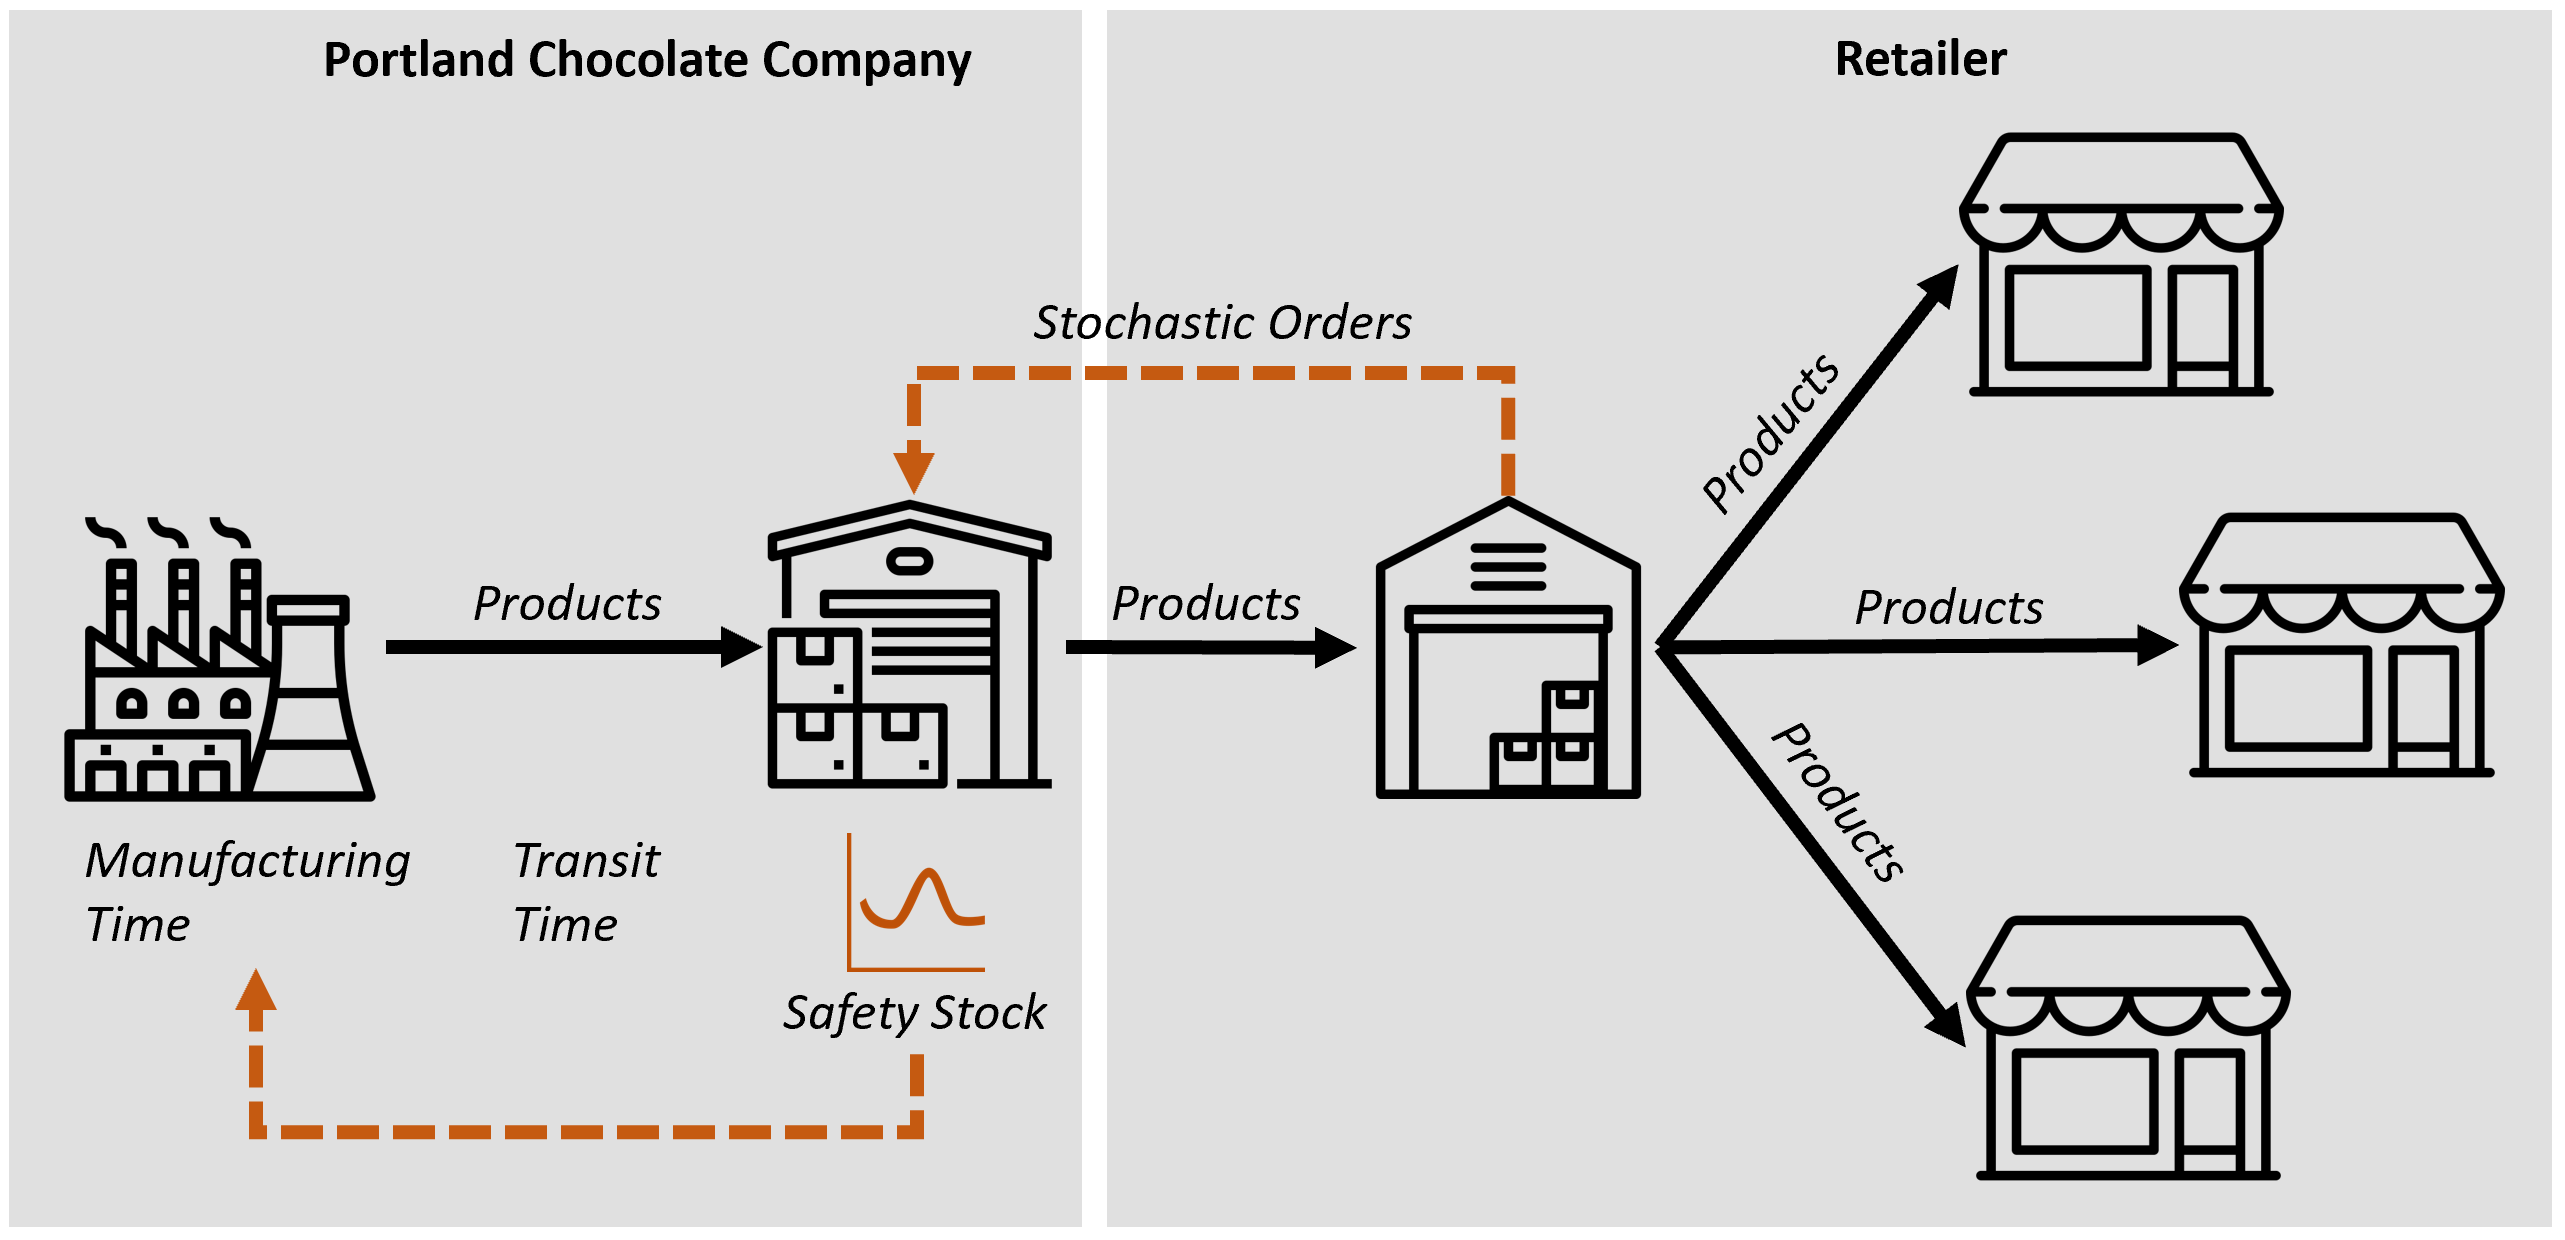 Portland Chocolate Company
Retailer
Stochastic Orders
Products
Products
Products
Products
Products
Manufacturing
Time
Transit
Time
Safety Stock